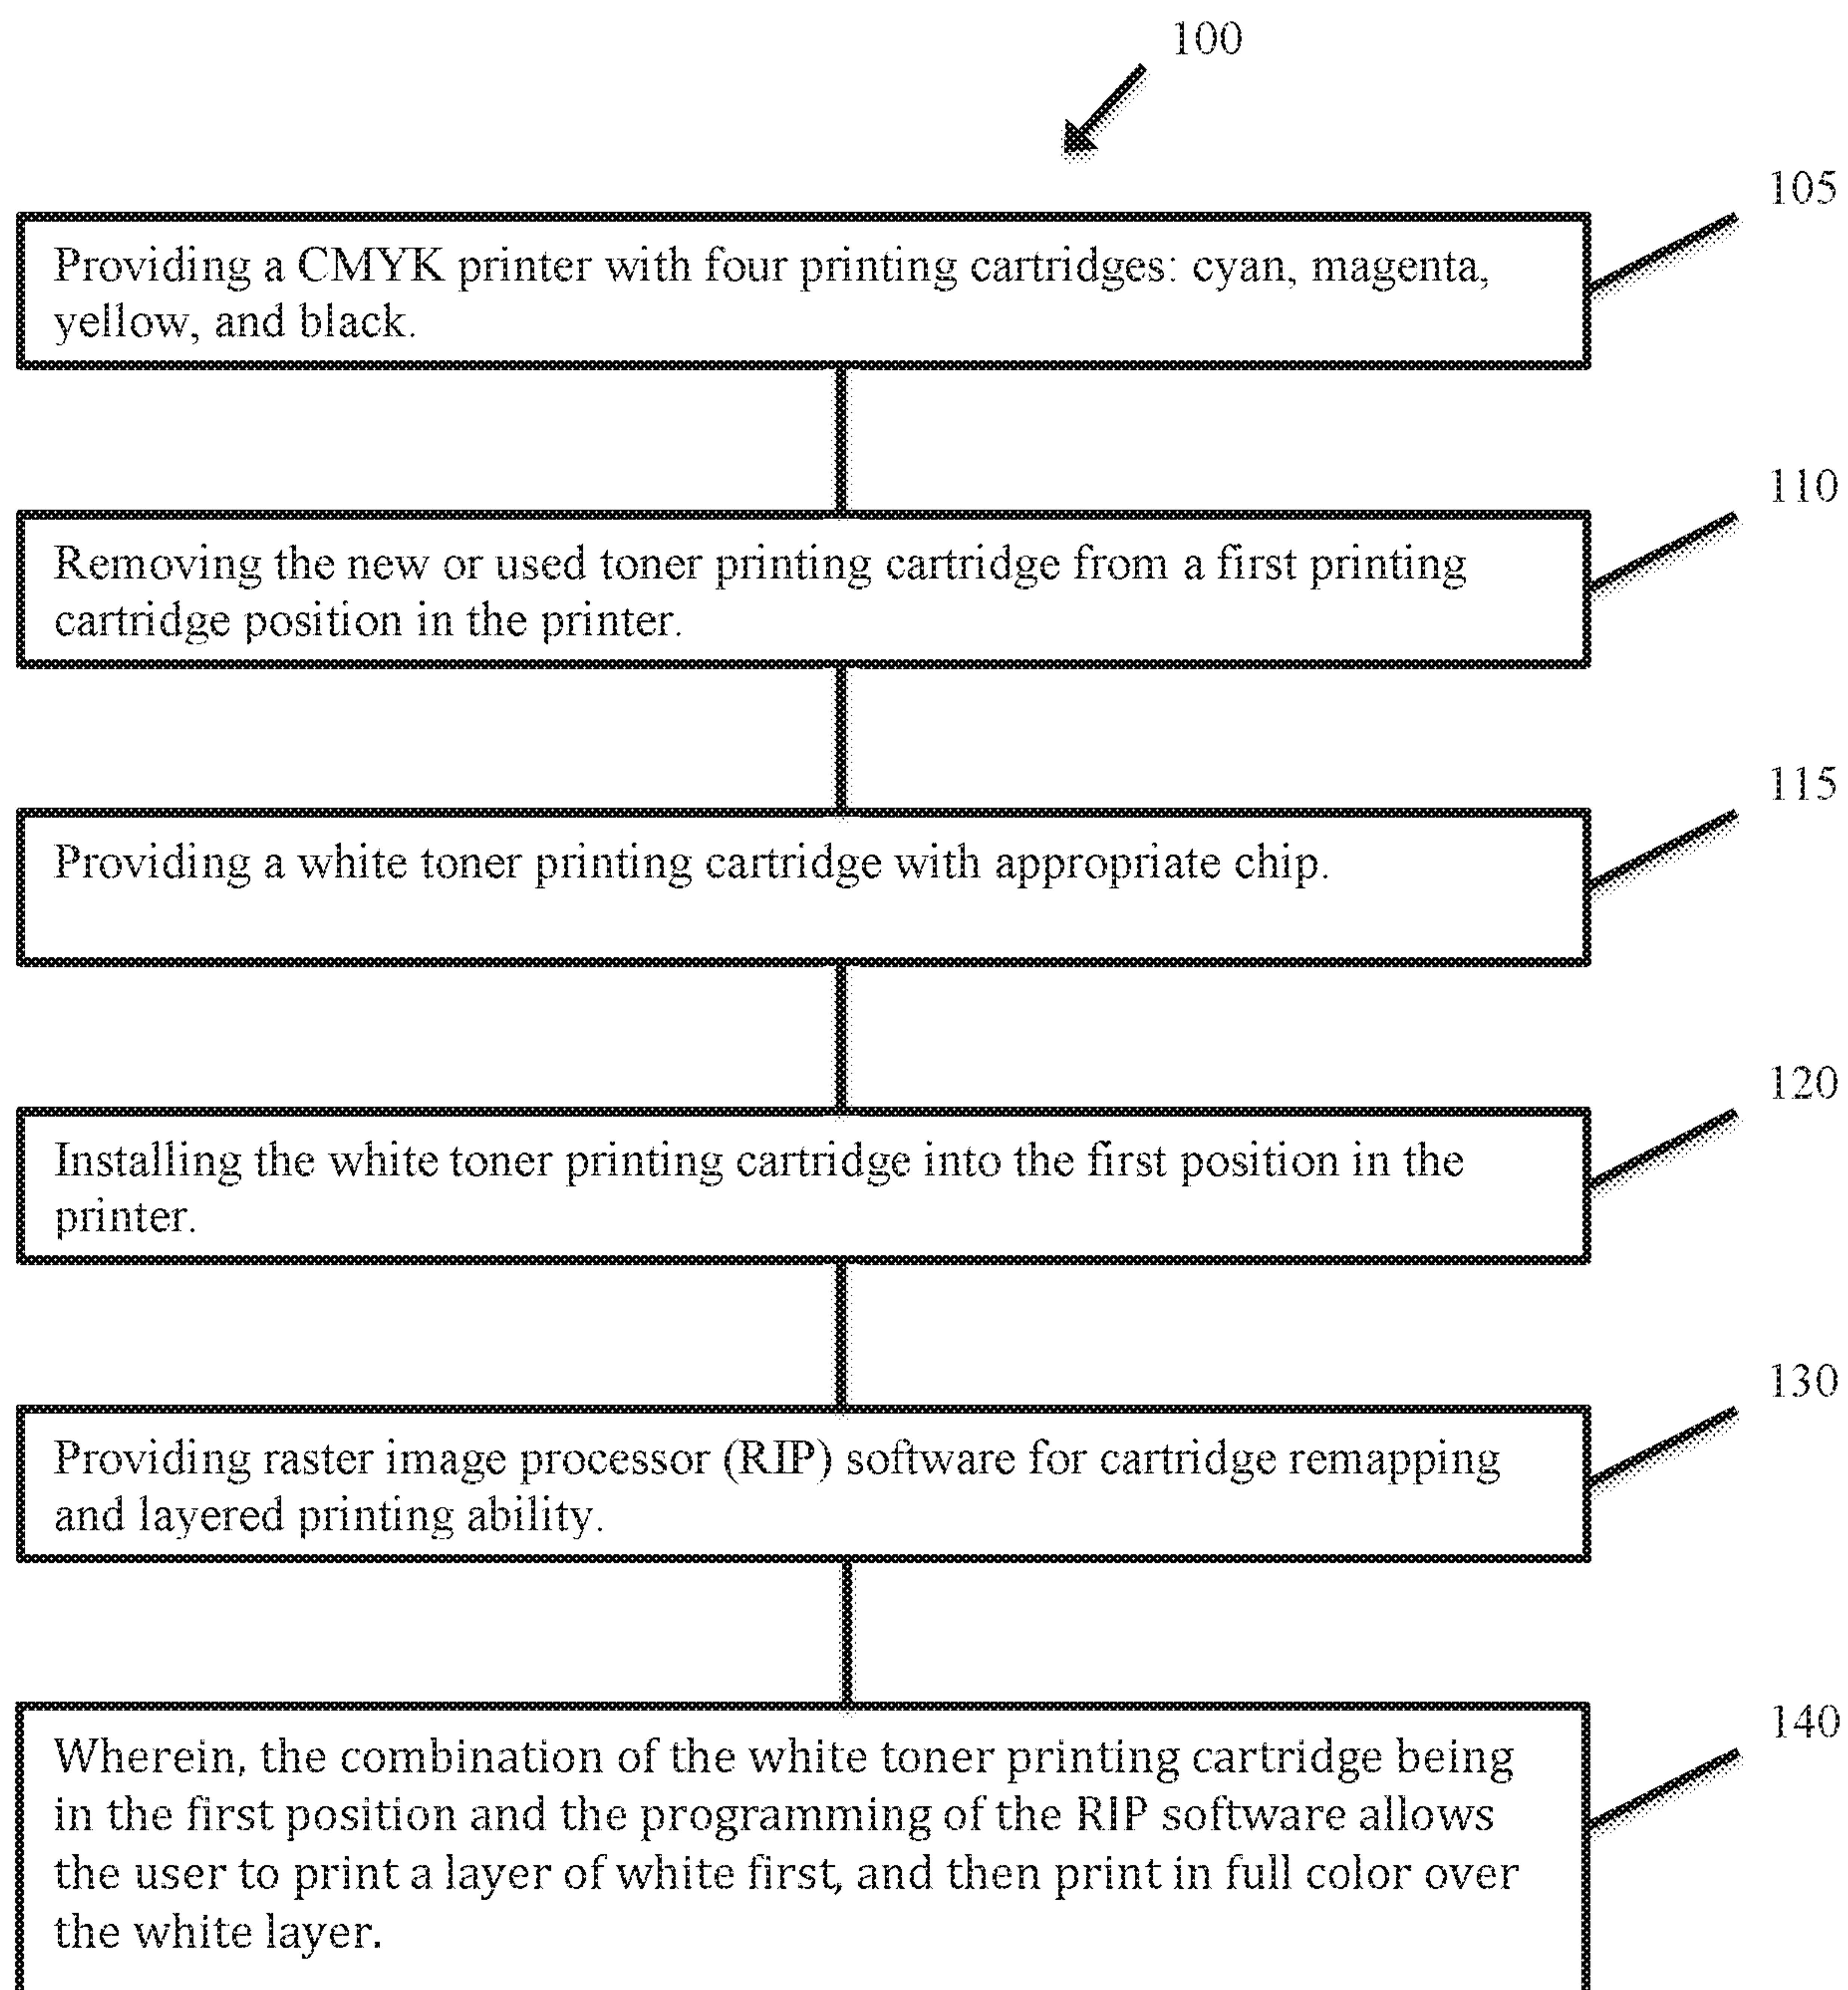 100
105
Providing a CMYK printer with four printing cartridges: cyan, magenta,
yellow, and black.
110
Removing the new or used toner printing cartridge from a first printing
cartridge position in the printer.
115
Providing a white toner printing cartridge with appropriate chip.
120
Installing the white toner printing cartridge into the first position in the
printer.
130
Providing raster image processor (RIP) software for cartridge remapping
and layered printing ability.
140
Wherein, the combination of the white toner printing cartridge being
in the first position and the programming of the RIP software allows
the user to print a layer of white first, and then print in full color over
the white layer.